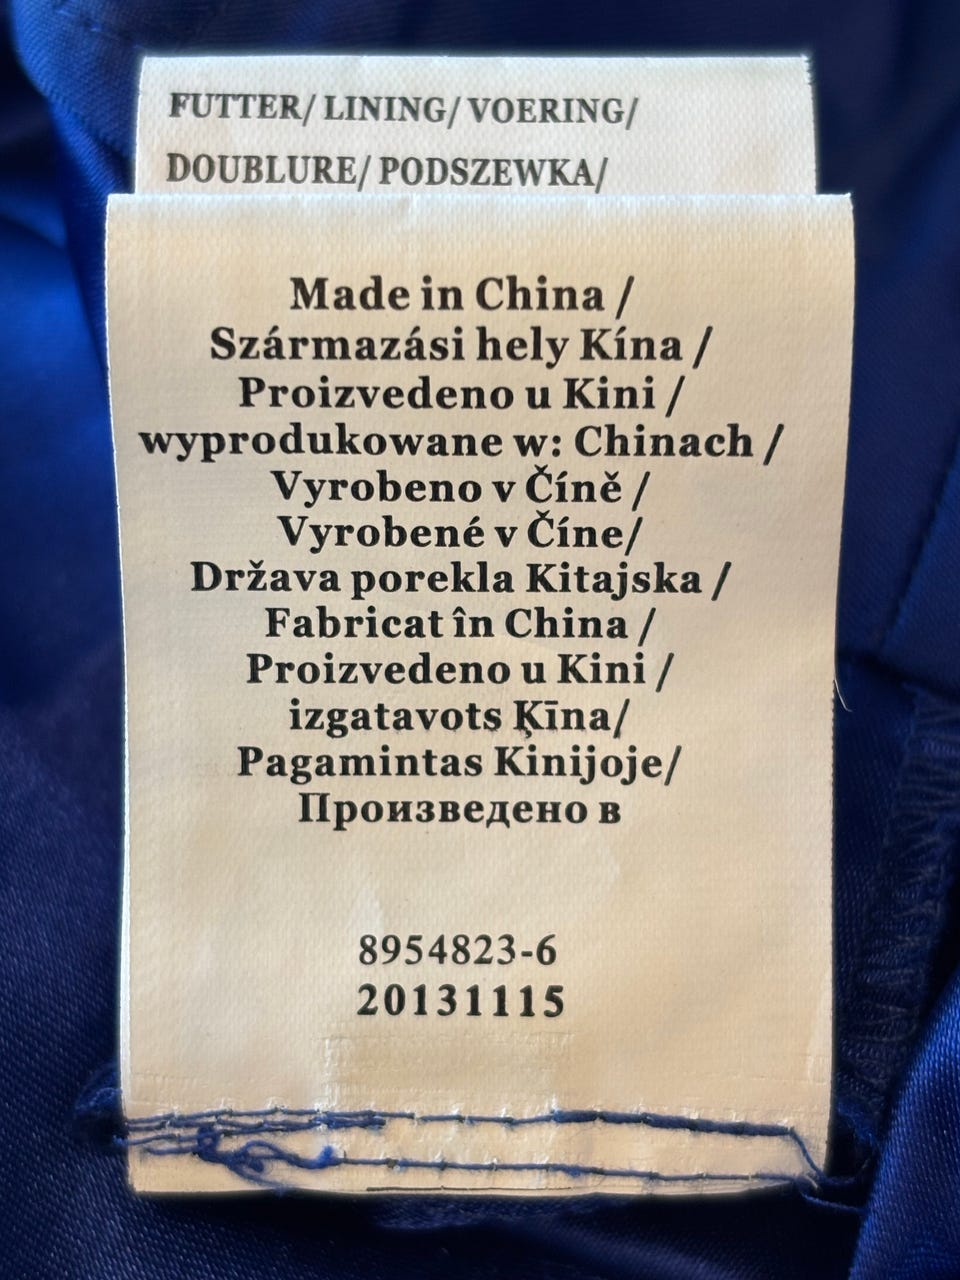 FUTTER/ LINING/ VOERING/
DOUBLURE/ PODSZEWKA/
Made in China /
Származási hely Kína /
Proizvedeno u Kini /
wyprodukowane w: Chinach /
Vyrobeno v Číně /
Vyrobené v Číne/
Država porekla Kitajska /
Fabricat în China /
Proizvedeno u Kini /
izgatavots Ķīna/
Pagamintas Kinijoje/
Произведено в
8954823-6
20131115